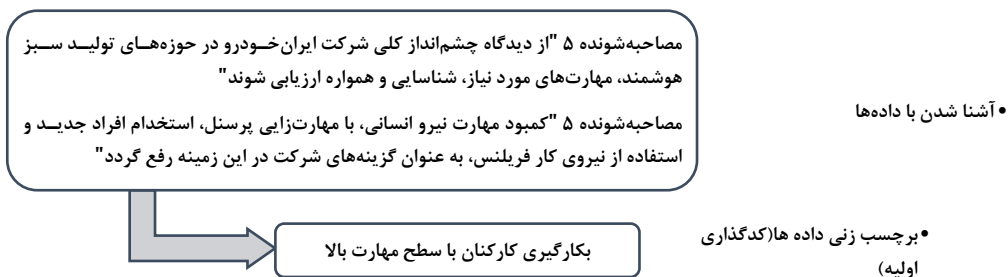 مصاحبه‌شونده ۵ "از دیدگاه چشم‌انداز کلی شرکت ایران‌خودرو در حوزه‌های تولید سبز
هوشمند، مهارت‌های مورد نیاز، شناسایی و همواره ارزیابی شوند"
مصاحبه‌شونده ۵ "کمبود مهارت نیرو انسانی، با مهارت‌زایی پرسنل، استخدام افراد جدید و
استفاده از نیروی کار فریلنس، به عنوان گزینه‌های شرکت در این زمینه رفع گردد"
• آشنا شدن با داده‌ها
بکارگیری کارکنان با سطح مهارت بالا
• برچسب زنی داده ها(کدگذاری
اولیه)